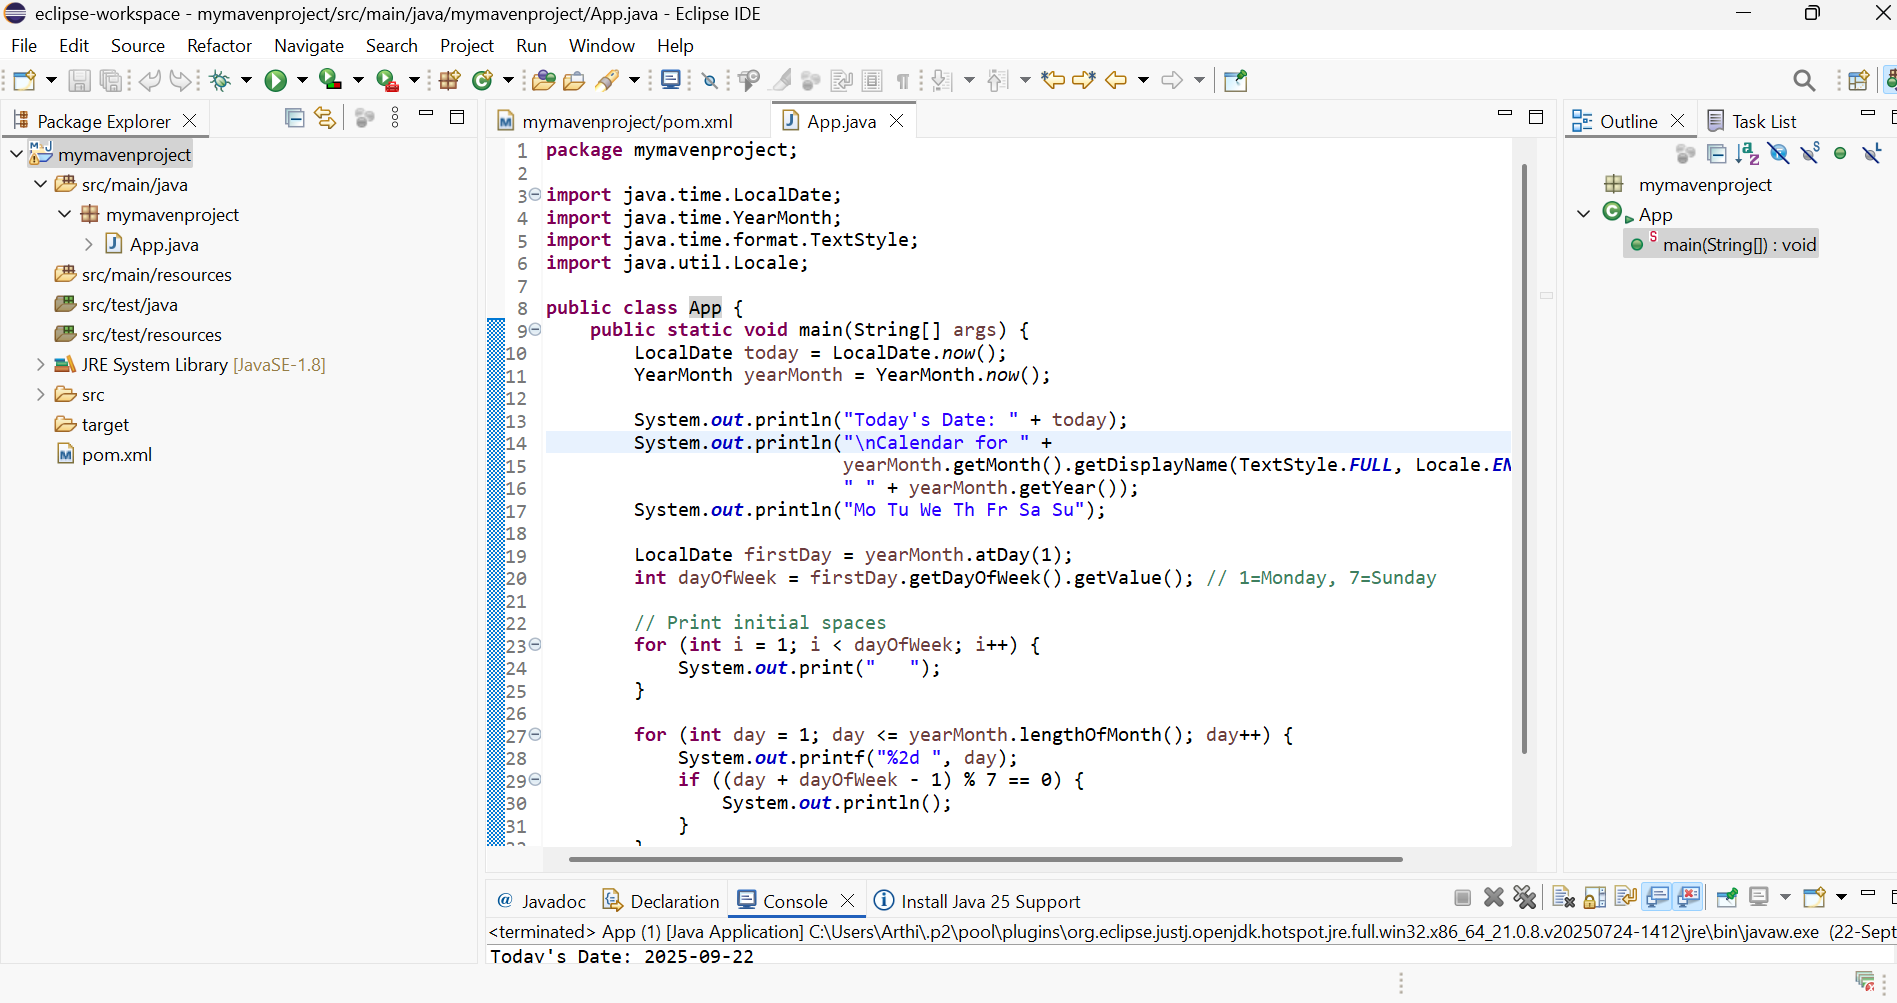 eclipse-workspace - mymavenproject/src/main/java/mymavenproject/App.java - Eclipse IDE
File Edit Source Refactor Navigate Search Project Run Window Help
Package Explorer
mymavenproject
src/main/java
mymavenproject
App.java
src/main/resources
src/test/java
src/test/resources
JRE System Library [JavaSE-1.8]
src
target
pom.xml
mymavenproject/pom.xml App.java
1 package mymavenproject;
2
3 import java.time.LocalDate;
4 import java.time.YearMonth;
5 import java.time.format.TextStyle;
6 import java.util.Locale;
7
8 public class App {
9     public static void main(String[] args) {
10         LocalDate today = LocalDate.now();
11         YearMonth yearMonth = YearMonth.now();
12
13         System.out.println("Today's Date: " + today);
14         System.out.println("\nCalendar for " +
15                            yearMonth.getMonth().getDisplayName(TextStyle.FULL, Locale.EN
16                            " " + yearMonth.getYear());
17         System.out.println("Mo Tu We Th Fr Sa Su");
18
19         LocalDate firstDay = yearMonth.atDay(1);
20         int dayOfWeek = firstDay.getDayOfWeek().getValue(); // 1=Monday, 7=Sunday
21
22         // Print initial spaces
23         for (int i = 1; i < dayOfWeek; i++) {
24             System.out.print("   ");
25         }
26
27         for (int day = 1; day <= yearMonth.lengthOfMonth(); day++) {
28             System.out.printf("%2d ", day);
29             if ((day + dayOfWeek - 1) % 7 == 0) {
30                 System.out.println();
31             }
Outline Task List
mymavenproject
App
main(String[]) : void
@ Javadoc Declaration Console Install Java 25 Support
<terminated> App (1) [Java Application] C:\Users\Arthi\.p2\pool\plugins\org.eclipse.justj.openjdk.hotspot.jre.full.win32.x86_64_21.0.8.v20250724-1412\jre\bin\javaw.exe (22-Sept
Today's Date: 2025-09-22